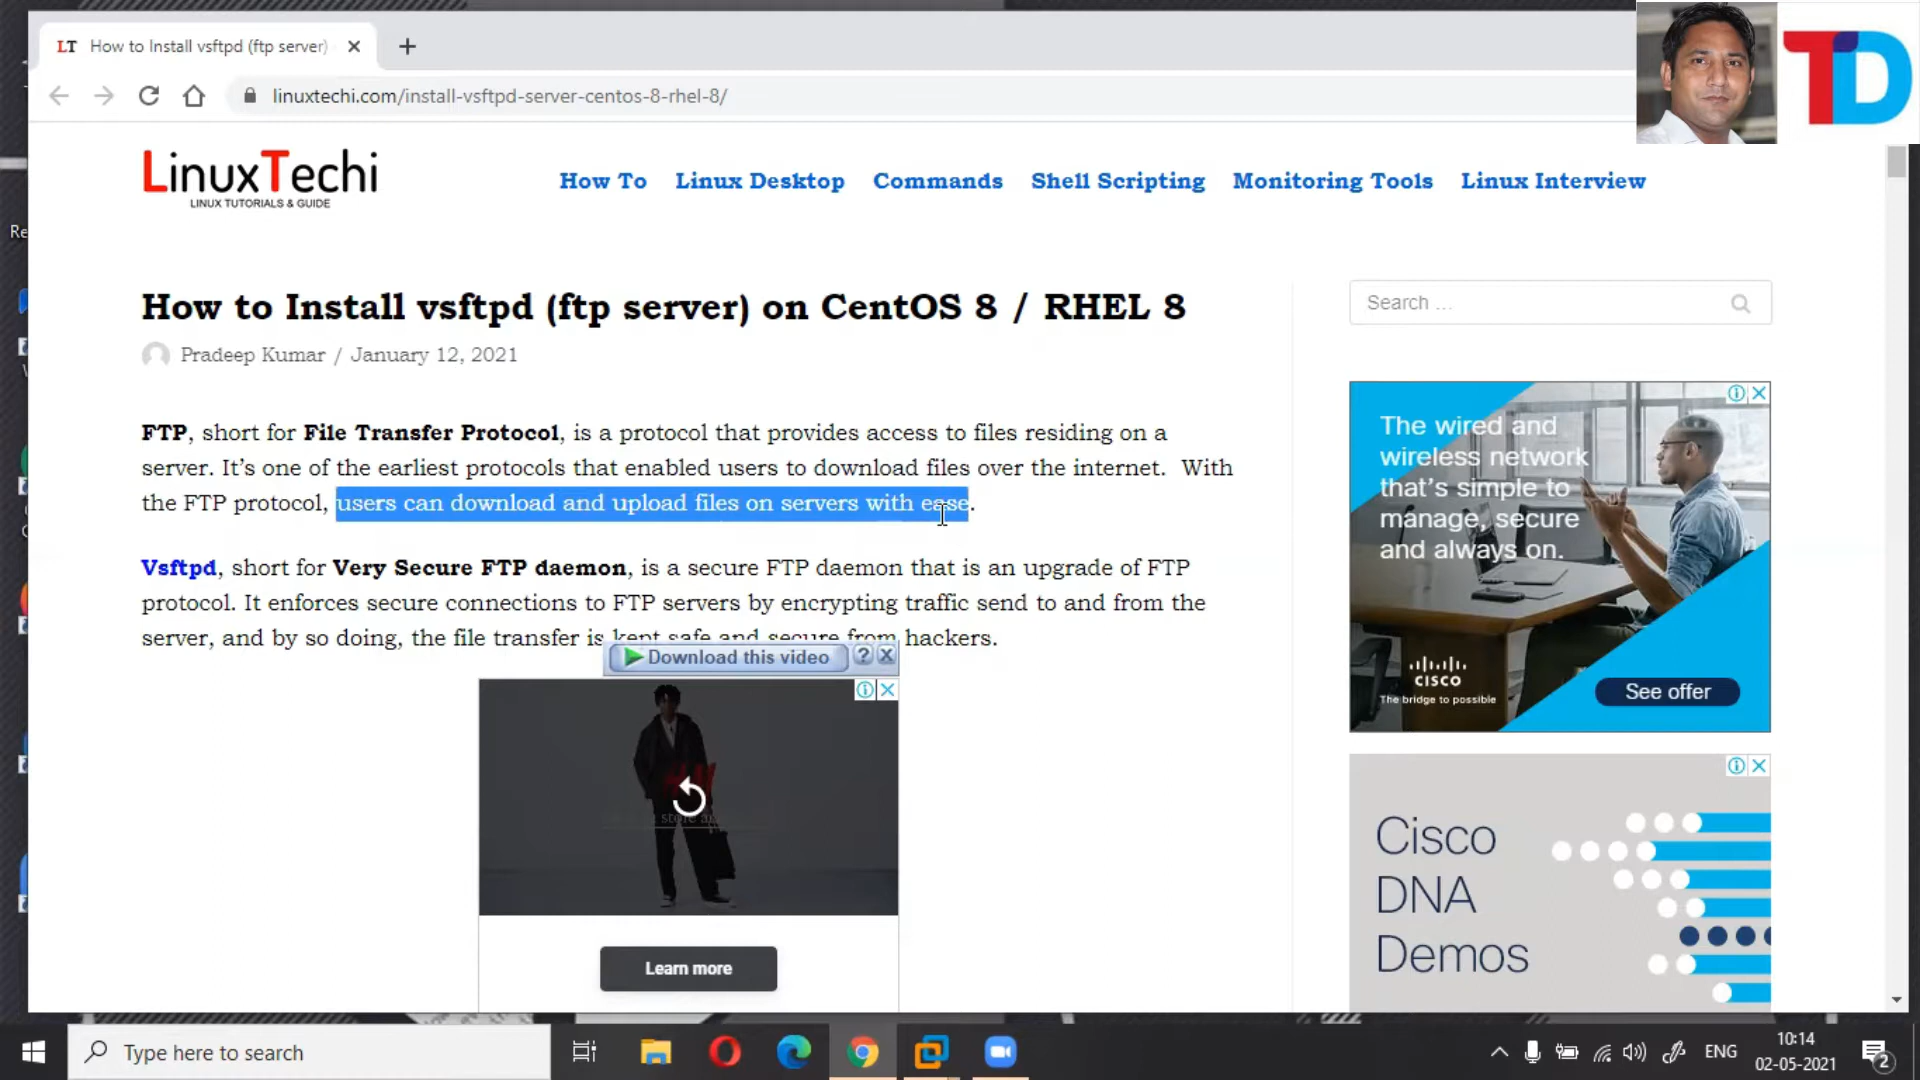 LT How to Install vsftpd (ftp server)
linuxtechi.com/install-vsftpd-server-centos-8-rhel-8/
TD
LinuxTechi
LINUX TUTORIALS & GUIDE
How To Linux Desktop Commands Shell Scripting Monitoring Tools Linux Interview
Re
How to Install vsftpd (ftp server) on CentOS 8 / RHEL 8
Pradeep Kumar / January 12, 2021
Search ...
FTP, short for File Transfer Protocol, is a protocol that provides access to files residing on a
server. It’s one of the earliest protocols that enabled users to download files over the internet. With
the FTP protocol, users can download and upload files on servers with ease.
Vsftpd, short for Very Secure FTP daemon, is a secure FTP daemon that is an upgrade of FTP
protocol. It enforces secure connections to FTP servers by encrypting traffic send to and from the
server, and by so doing, the file transfer is kept safe and secure from hackers.
Download this video
Learn more
The wired and
wireless network
that’s simple to
manage, secure
and always on.
CISCO
The bridge to possible
See offer
Cisco
DNA
Demos
Type here to search
ENG
10:14
02-05-2021
2